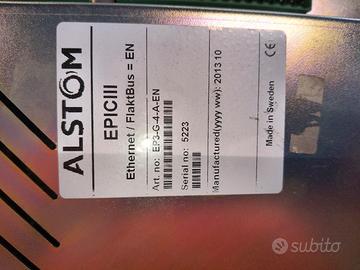 ALSTOM
EPICIII
Ethernet / FlaktBus = EN
Art. no: EP3-G-4-A-EN
Serial no: 5223
Manufactured(yyyy ww): 2013 10
Made in Sweden
CE
subito